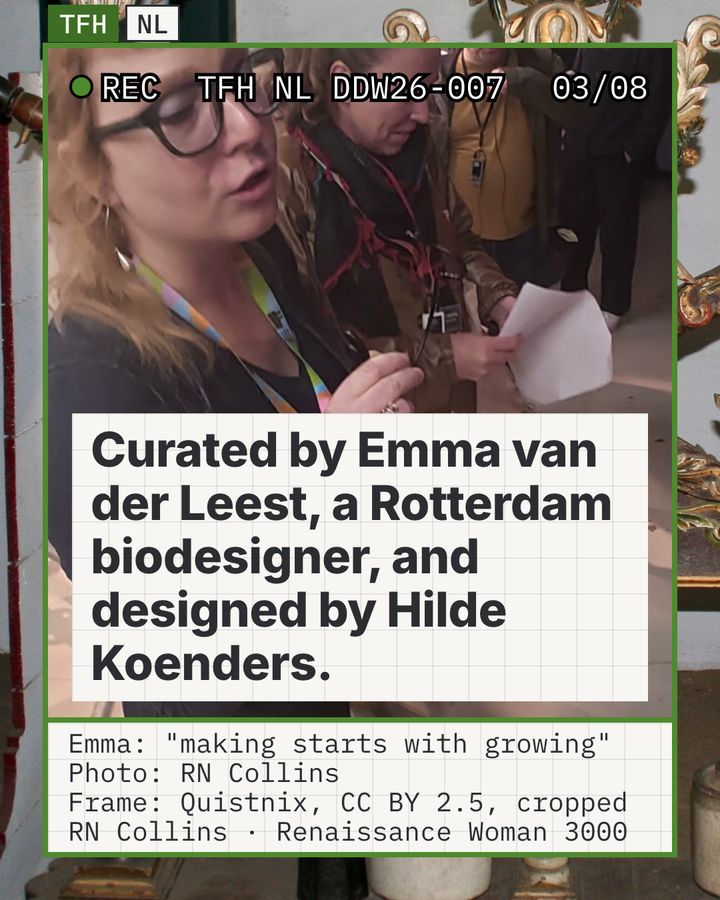 TFH NL
REC TFH NL DDW26-007 03/08
Curated by Emma van
der Leest, a Rotterdam
biodesigner, and
designed by Hilde
Koenders.
Emma: "making starts with growing"
Photo: RN Collins
Frame: Quistnix, CC BY 2.5, cropped
RN Collins · Renaissance Woman 3000